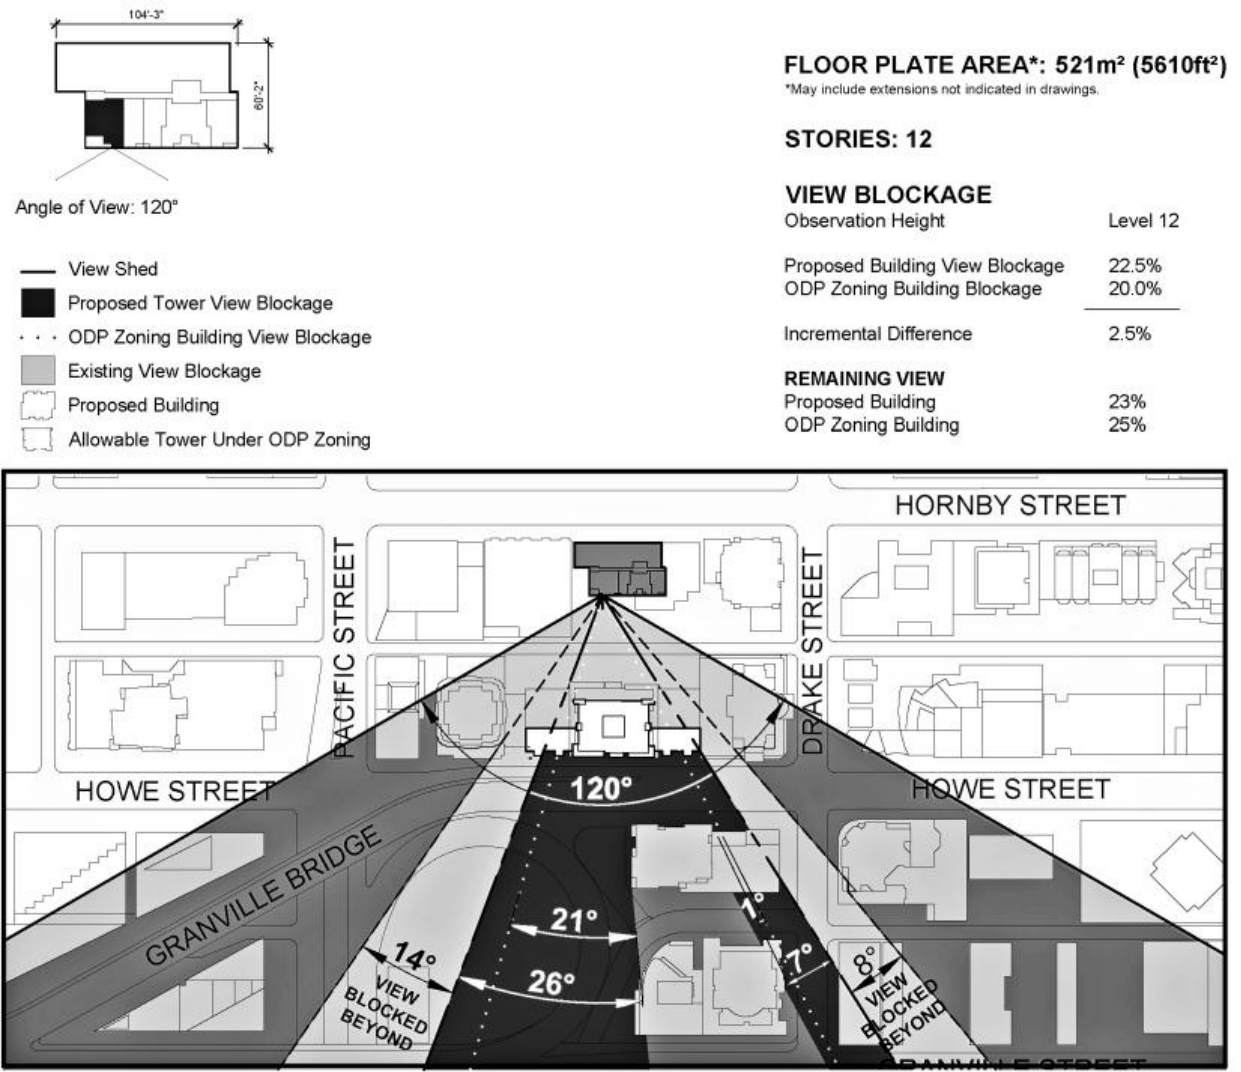 104'-3"
60'-2"
Angle of View: 120°
View Shed
Proposed Tower View Blockage
ODP Zoning Building View Blockage
Existing View Blockage
Proposed Building
Allowable Tower Under ODP Zoning
FLOOR PLATE AREA*: 521m² (5610ft²)
*May include extensions not indicated in drawings.
STORIES: 12
VIEW BLOCKAGE
Observation Height Level 12
Proposed Building View Blockage 22.5%
ODP Zoning Building Blockage 20.0%
Incremental Difference 2.5%
REMAINING VIEW
Proposed Building 23%
ODP Zoning Building 25%
HORNBY STREET
PACIFIC STREET
DRAKE STREET
HOWE STREET
120°
HOWE STREET
GRANVILLE BRIDGE
21°
1°
14°
26°
7°
8°
VIEW
BLOCKED
BEYOND
VIEW
BLOCKED
BEYOND
GRANVILLE STREET